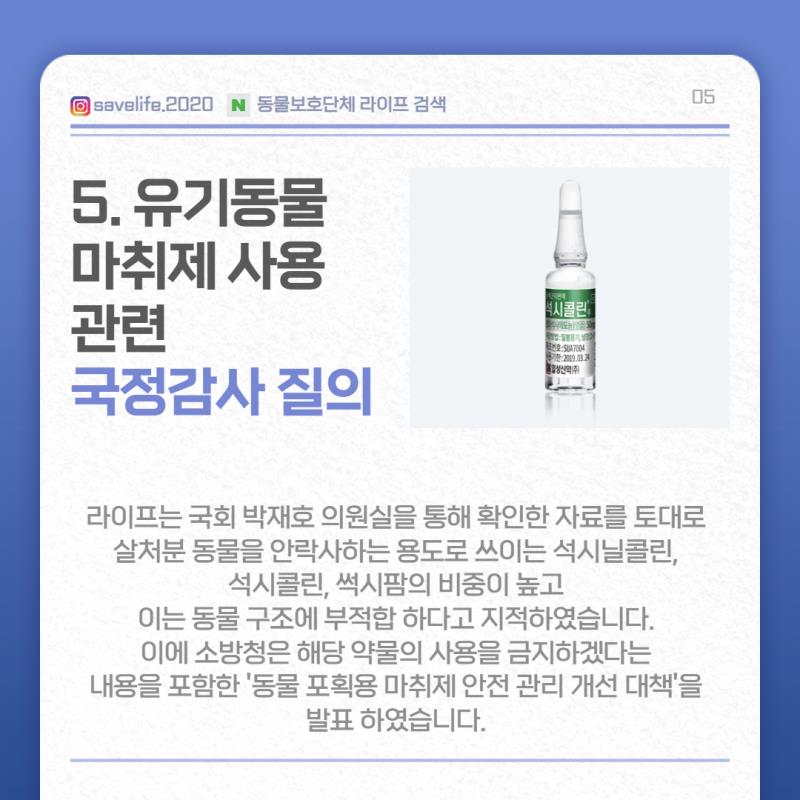 savelife.2020 N 동물보호단체 라이프 검색
05
5. 유기동물
마취제 사용
관련
국정감사 질의
석시콜린
2019.03.24
라이프는 국회 박재호 의원실을 통해 확인한 자료를 토대로
살처분 동물을 안락사하는 용도로 쓰이는 석시닐콜린,
석시콜린, 썩시팜의 비중이 높고
이는 동물 구조에 부적합 하다고 지적하였습니다.
이에 소방청은 해당 약물의 사용을 금지하겠다는
내용을 포함한 '동물 포획용 마취제 안전 관리 개선 대책'을
발표 하였습니다.